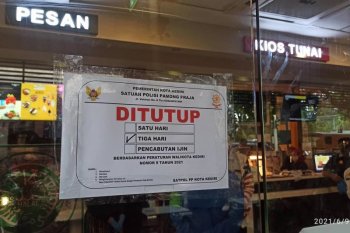 PESAN
KIOS TUNAI
PEMERINTAH KOTA KEDIRI
SATUAN POLISI PAMONG PRAJA
DITUTUP
SATU HARI
TIGA HARI
PENCABUTAN IJIN
BERDASARKAN PERATURAN WALIKOTA KEDIRI
NOMOR 5 TAHUN 2021
SATPOL PP KOTA KEDIRI
2021/6/9